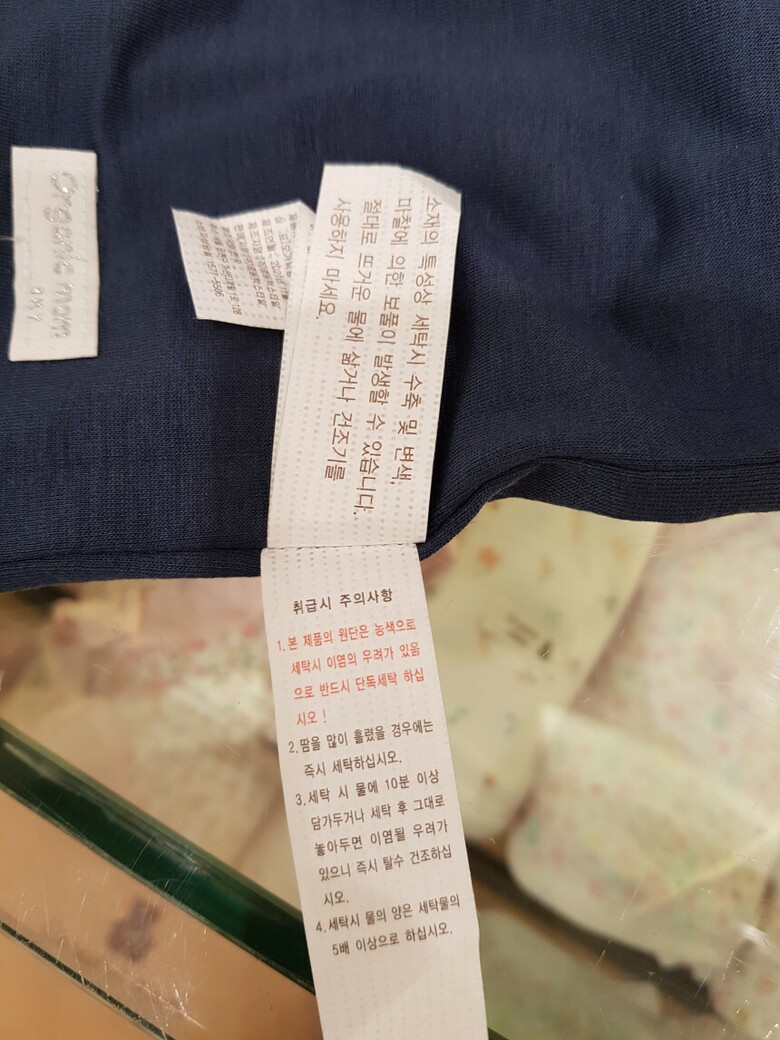 Organic mom
소재의 특성상 세탁시 수축 및 변색,
마찰에 의한 보풀이 발생할 수 있습니다.
절대로 뜨거운 물에 삶거나 건조기를
사용하지 마세요.
취급시 주의사항
1. 본 제품의 원단은 농색으로
세탁시 이염의 우려가 있음
으로 반드시 단독세탁 하십
시오 !
2. 땀을 많이 흘렸을 경우에는
즉시 세탁하십시오.
3. 세탁 시 물에 10분 이상
담가두거나 세탁 후 그대로
놓아두면 이염될 우려가
있으니 즉시 탈수 건조하십
시오.
4. 세탁시 물의 양은 세탁물의
5배 이상으로 하십시오.